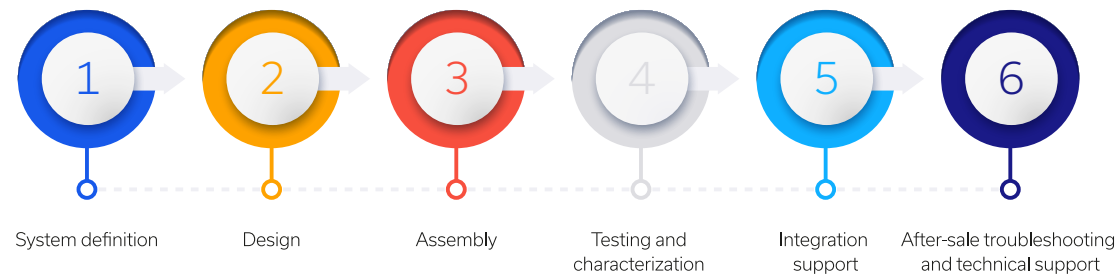 1
2
3
4
5
6
System definition
Design
Assembly
Testing and
characterization
Integration
support
After-sale troubleshooting
and technical support